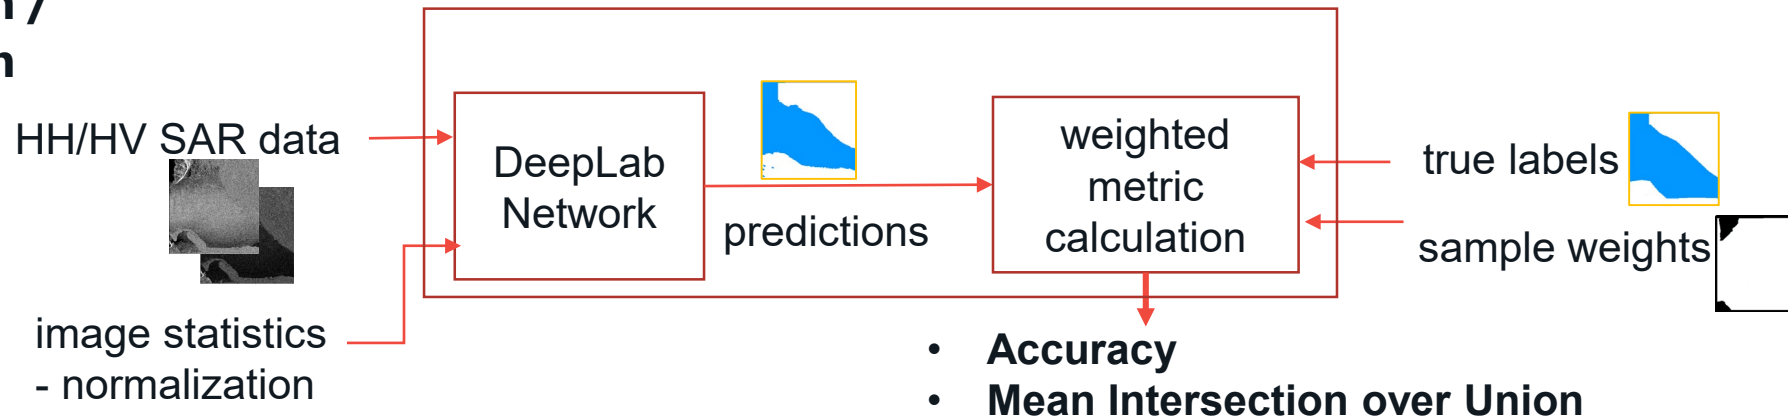 HH/HV SAR data
image statistics
- normalization
DeepLab
Network
predictions
weighted
metric
calculation
true labels
sample weights
• Accuracy
• Mean Intersection over Union